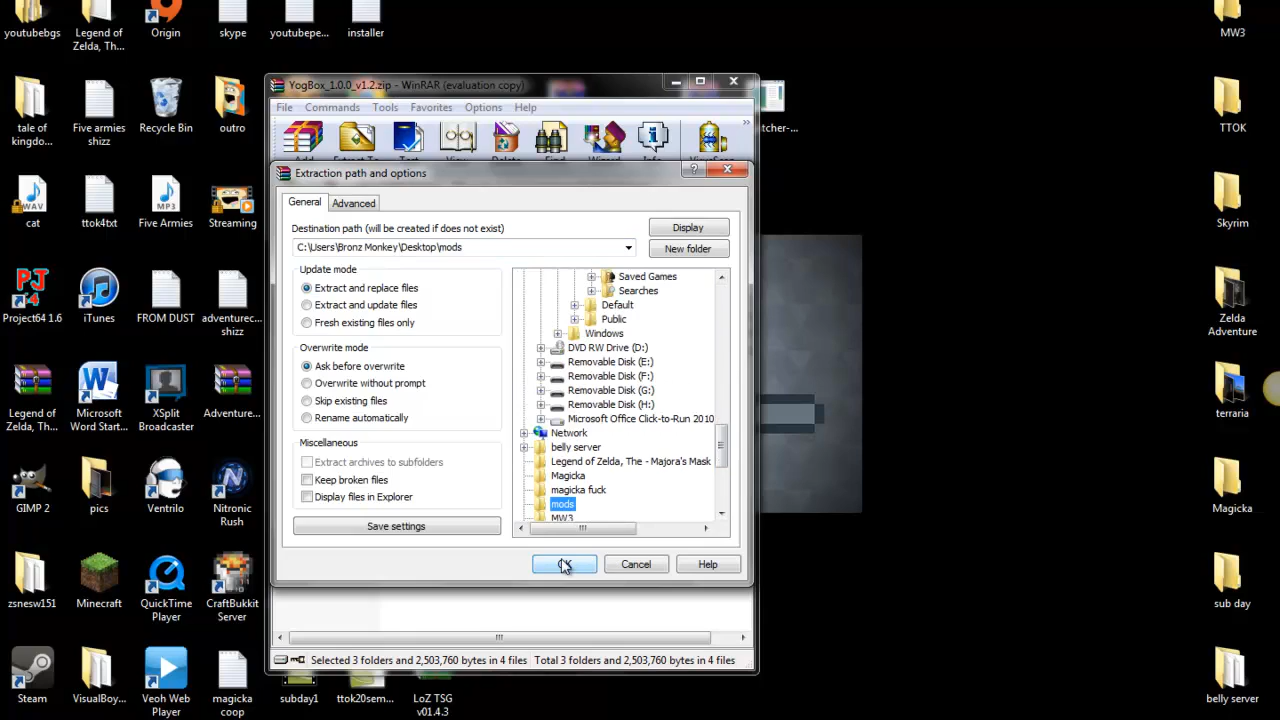 youtubebgs
Legend of
Zelda, Th...
Origin
skype
youtubepe...
installer
MW3
tale of
kingdo...
Five armies
shizz
Recycle Bin
outro
TTOK
cat
ttok4txt
Five Armies
Streaming
Skyrim
Project64 1.6
iTunes
FROM DUST
adventurec...
shizz
Zelda
Adventure
Legend of
Zelda, Th...
Microsoft
Word Start...
XSplit
Broadcaster
Adventure...
terraria
GIMP 2
pics
Ventrilo
Nitronic
Rush
Magicka
zsnesw151
Minecraft
QuickTime
Player
CraftBukkit
Server
sub day
Steam
VisualBoy...
Veoh Web
Player
magicka
coop
subday1
ttok20sem...
LoZ TSG
v01.4.3
belly server
tcher-...
YogBox_1.0.0_v1.2.zip - WinRAR (evaluation copy)
File Commands Tools Favorites Options Help
Extraction path and options
General Advanced
Destination path (will be created if does not exist)
Display
C:\Users\Bronz Monkey\Desktop\mods
New folder
Update mode
Extract and replace files
Extract and update files
Fresh existing files only
Overwrite mode
Ask before overwrite
Overwrite without prompt
Skip existing files
Rename automatically
Miscellaneous
Extract archives to subfolders
Keep broken files
Display files in Explorer
Save settings
Saved Games
Searches
Default
Public
Windows
DVD RW Drive (D:)
Removable Disk (E:)
Removable Disk (F:)
Removable Disk (G:)
Removable Disk (H:)
Microsoft Office Click-to-Run 2010
Network
belly server
Legend of Zelda, The - Majora's Mask
Magicka
magicka fuck
mods
MW3
OK
Cancel
Help
Selected 3 folders and 2,503,760 bytes in 4 files
Total 3 folders and 2,503,760 bytes in 4 files